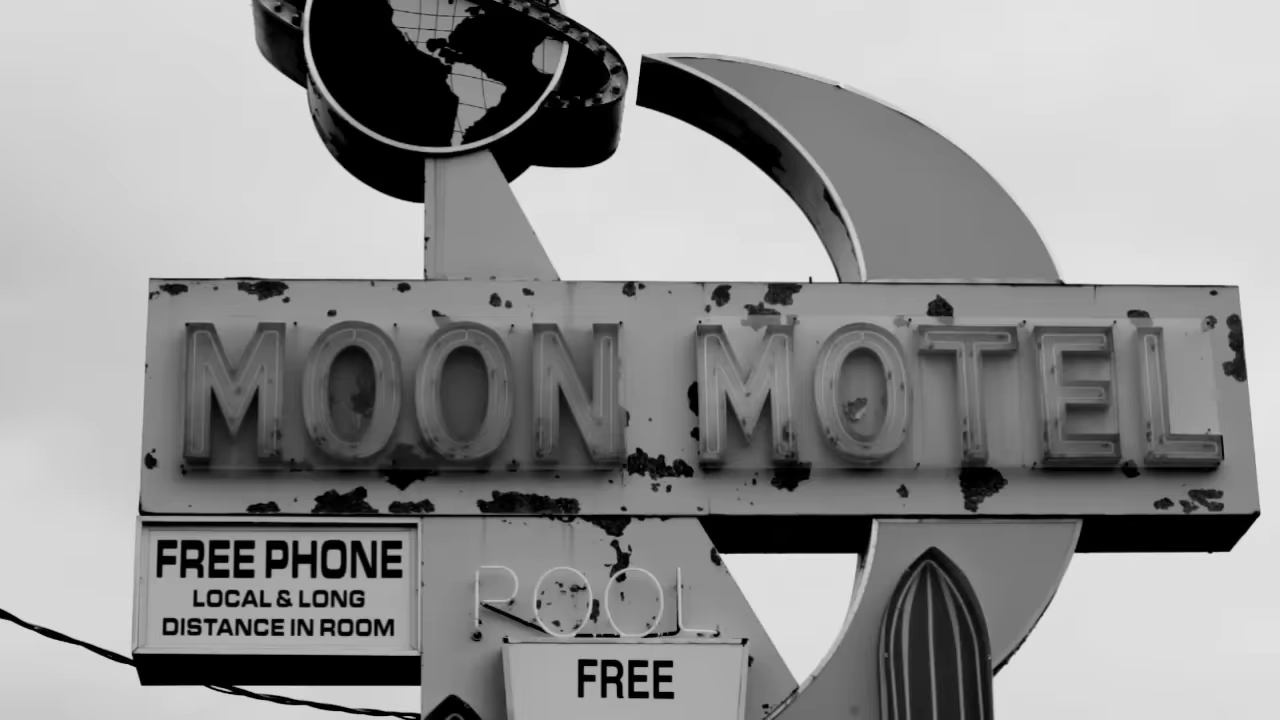 MOON MOTEL
FREE PHONE
LOCAL & LONG
DISTANCE IN ROOM
POOL
FREE